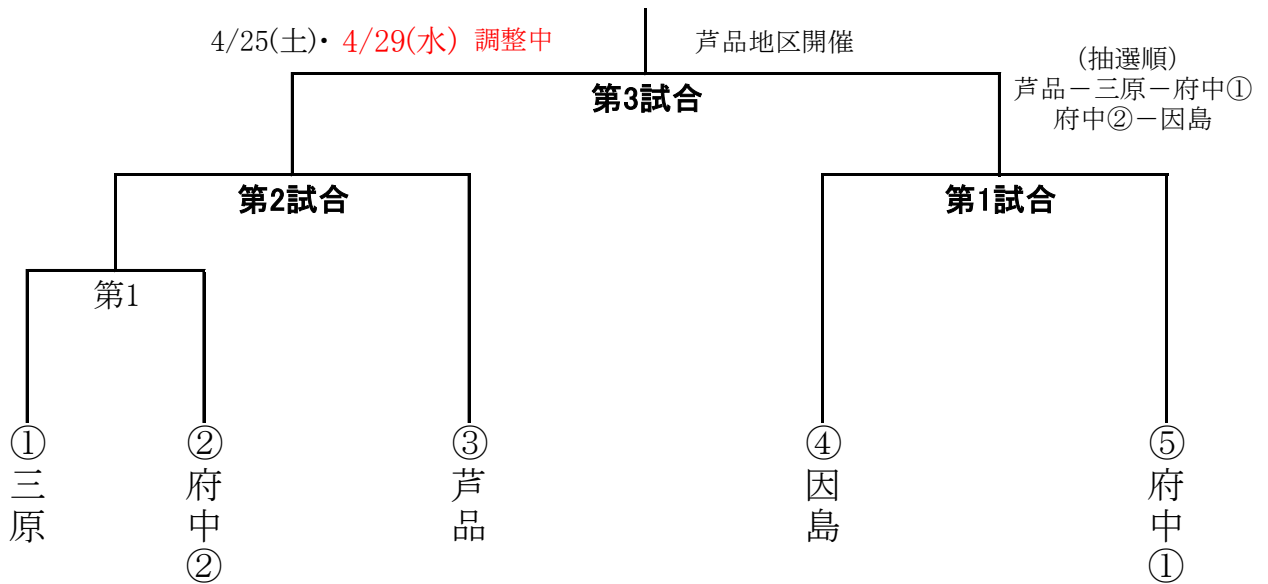 4/25(土)・ 4/29(水) 調整中
芦品地区開催
(抽選順)
芦品－三原－府中①
府中②－因島
第3試合
第2試合
第1試合
第1
①三原
②府中②
③芦品
④因島
⑤府中①